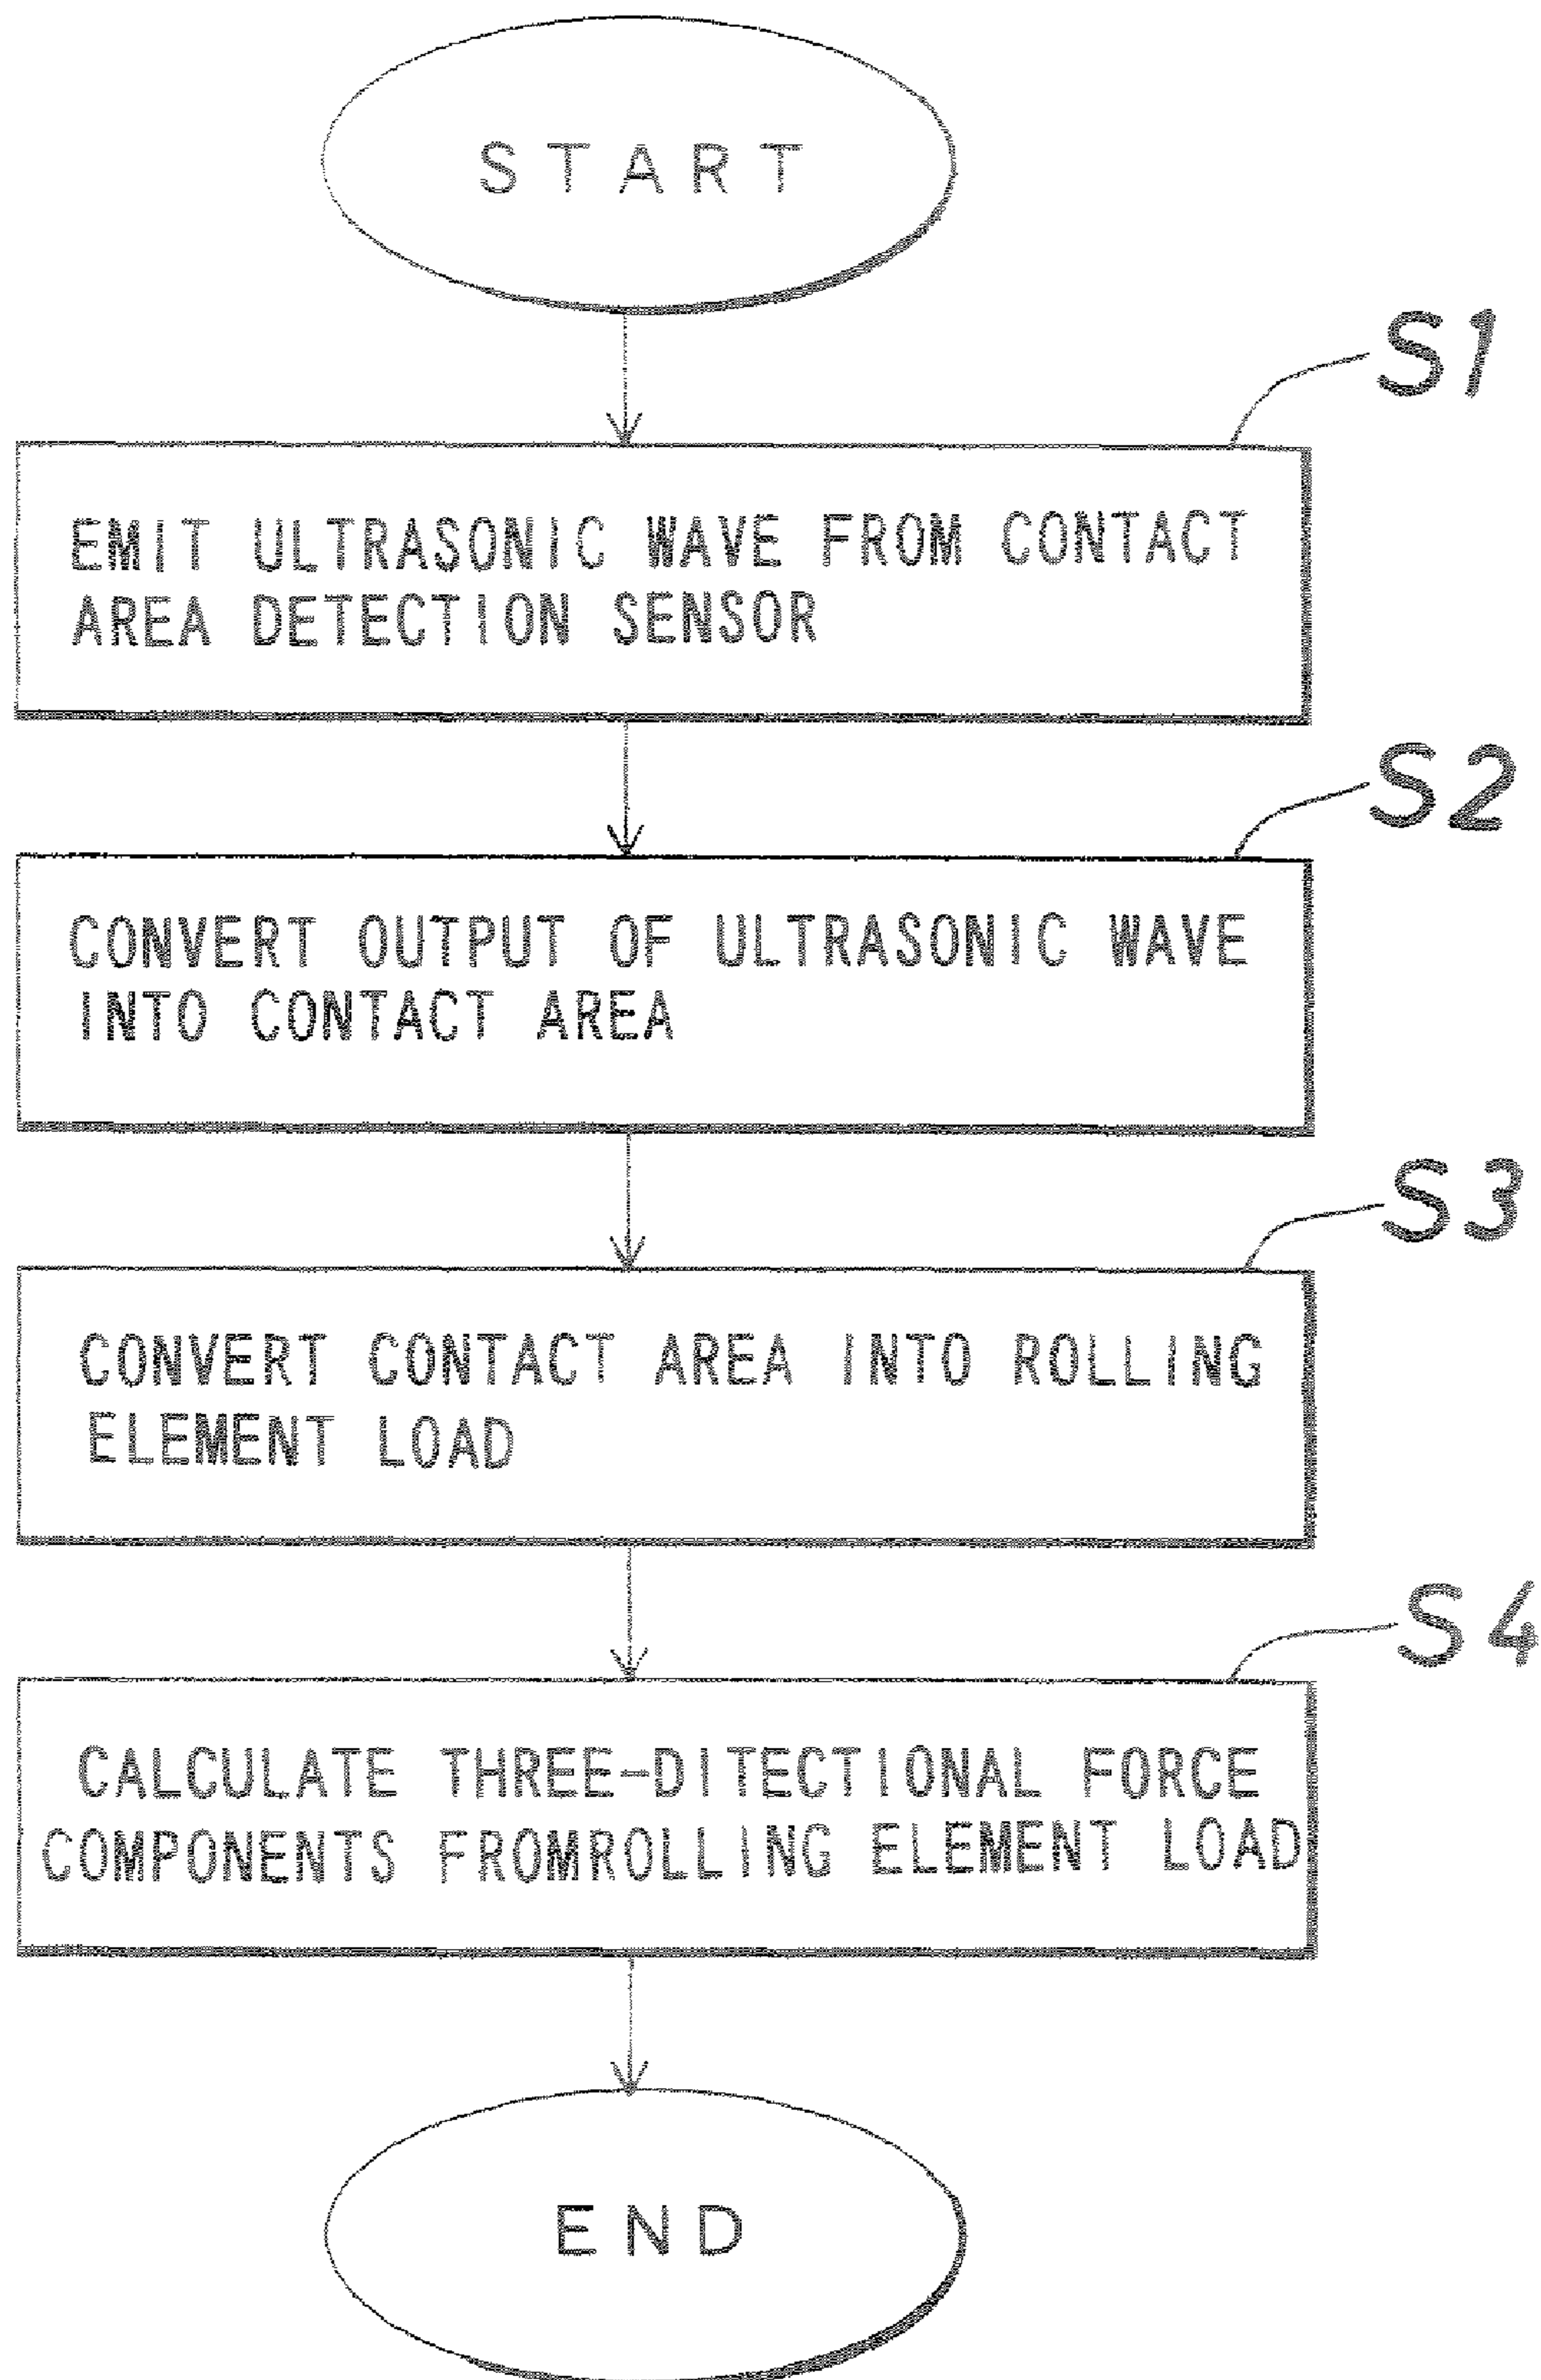 START
S1
EMIT ULTRASONIC WAVE FROM CONTACT
AREA DETECTION SENSOR
S2
CONVERT OUTPUT OF ULTRASONIC WAVE
INTO CONTACT AREA
S3
CONVERT CONTACT AREA INTO ROLLING
ELEMENT LOAD
S4
CALCULATE THREE-DITECTIONAL FORCE
COMPONENTS FROMROLLING ELEMENT LOAD
END